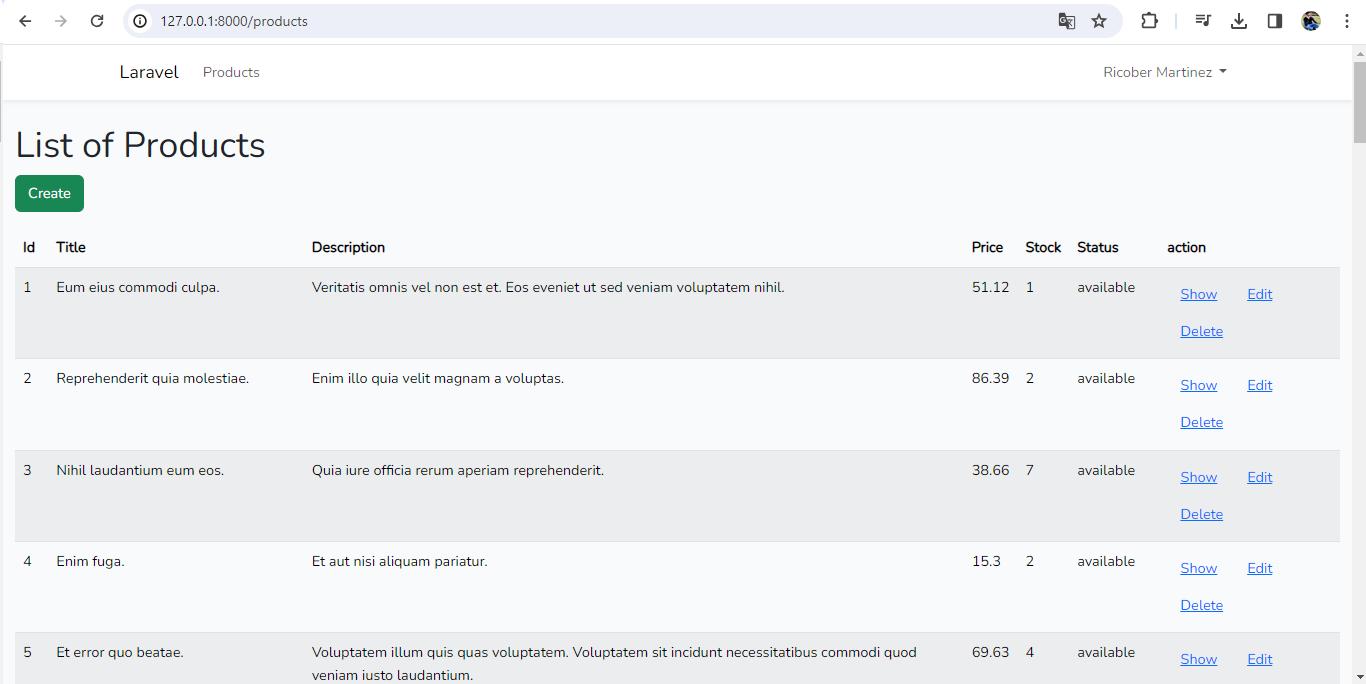 127.0.0.1:8000/products
Laravel Products Ricober Martinez
List of Products
Create
Id Title Description Price Stock Status action
1 Eum eius commodi culpa. Veritatis omnis vel non est et. Eos eveniet ut sed veniam voluptatem nihil. 51.12 1 available Show Edit
Delete
2 Reprehenderit quia molestiae. Enim illo quia velit magnam a voluptas. 86.39 2 available Show Edit
Delete
3 Nihil laudantium eum eos. Quia iure officia rerum aperiam reprehenderit. 38.66 7 available Show Edit
Delete
4 Enim fuga. Et aut nisi aliquam pariatur. 15.3 2 available Show Edit
Delete
5 Et error quo beatae. Voluptatem illum quis quas voluptatem. Voluptatem sit incidunt necessitatibus commodi quod 69.63 4 available Show Edit
veniam iusto laudantium.